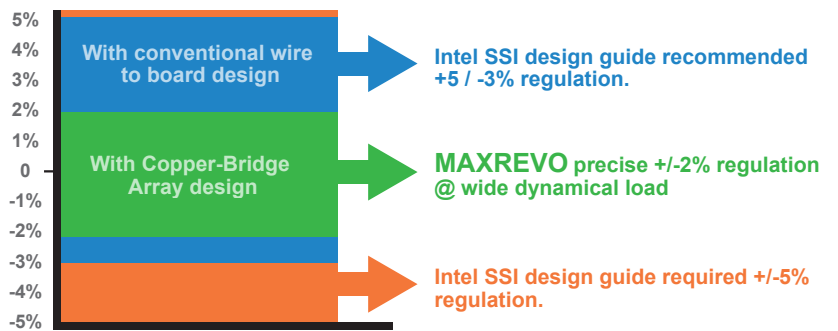 5%
4%
3%
2%
1%
0
-1%
-2%
-3%
-4%
-5%
With conventional wire
to board design
With Copper-Bridge
Array design
Intel SSI design guide recommended
+5 / -3% regulation.
MAXREVO precise +/-2% regulation
@ wide dynamical load
Intel SSI design guide required +/-5%
regulation.